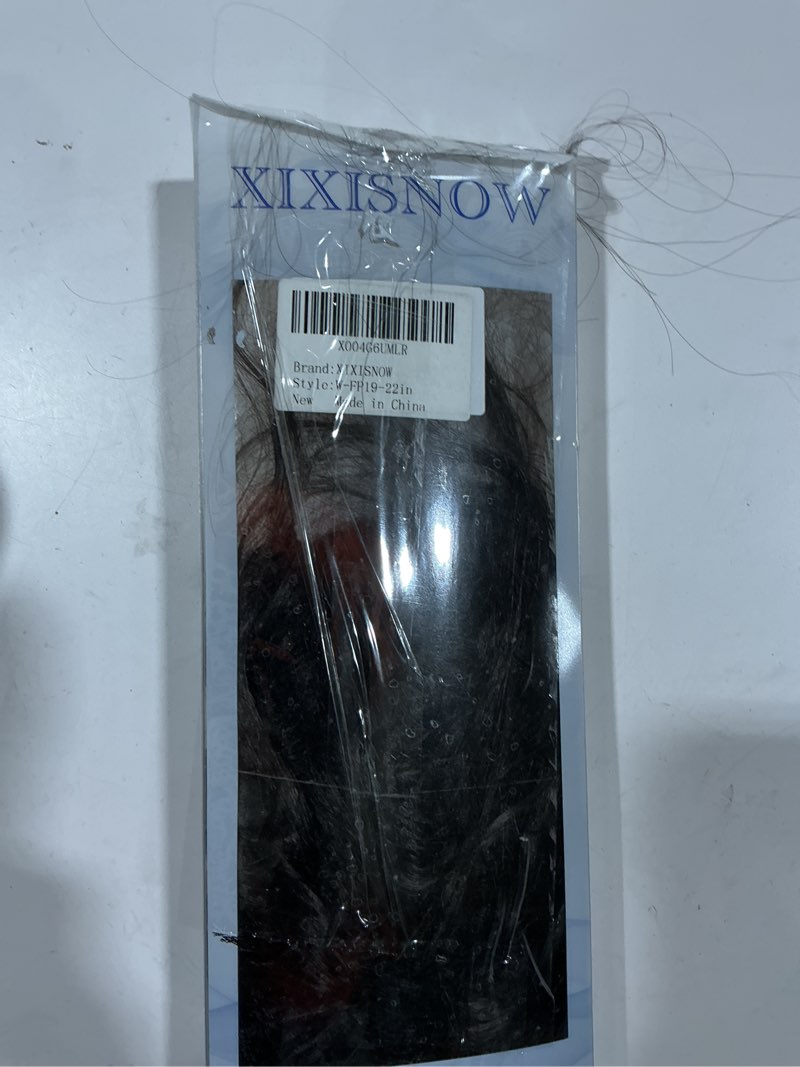 XIXISNOW
X004G6UMLR
Brand:XIXISNOW
Style:W-FP19-22in
New Made in China